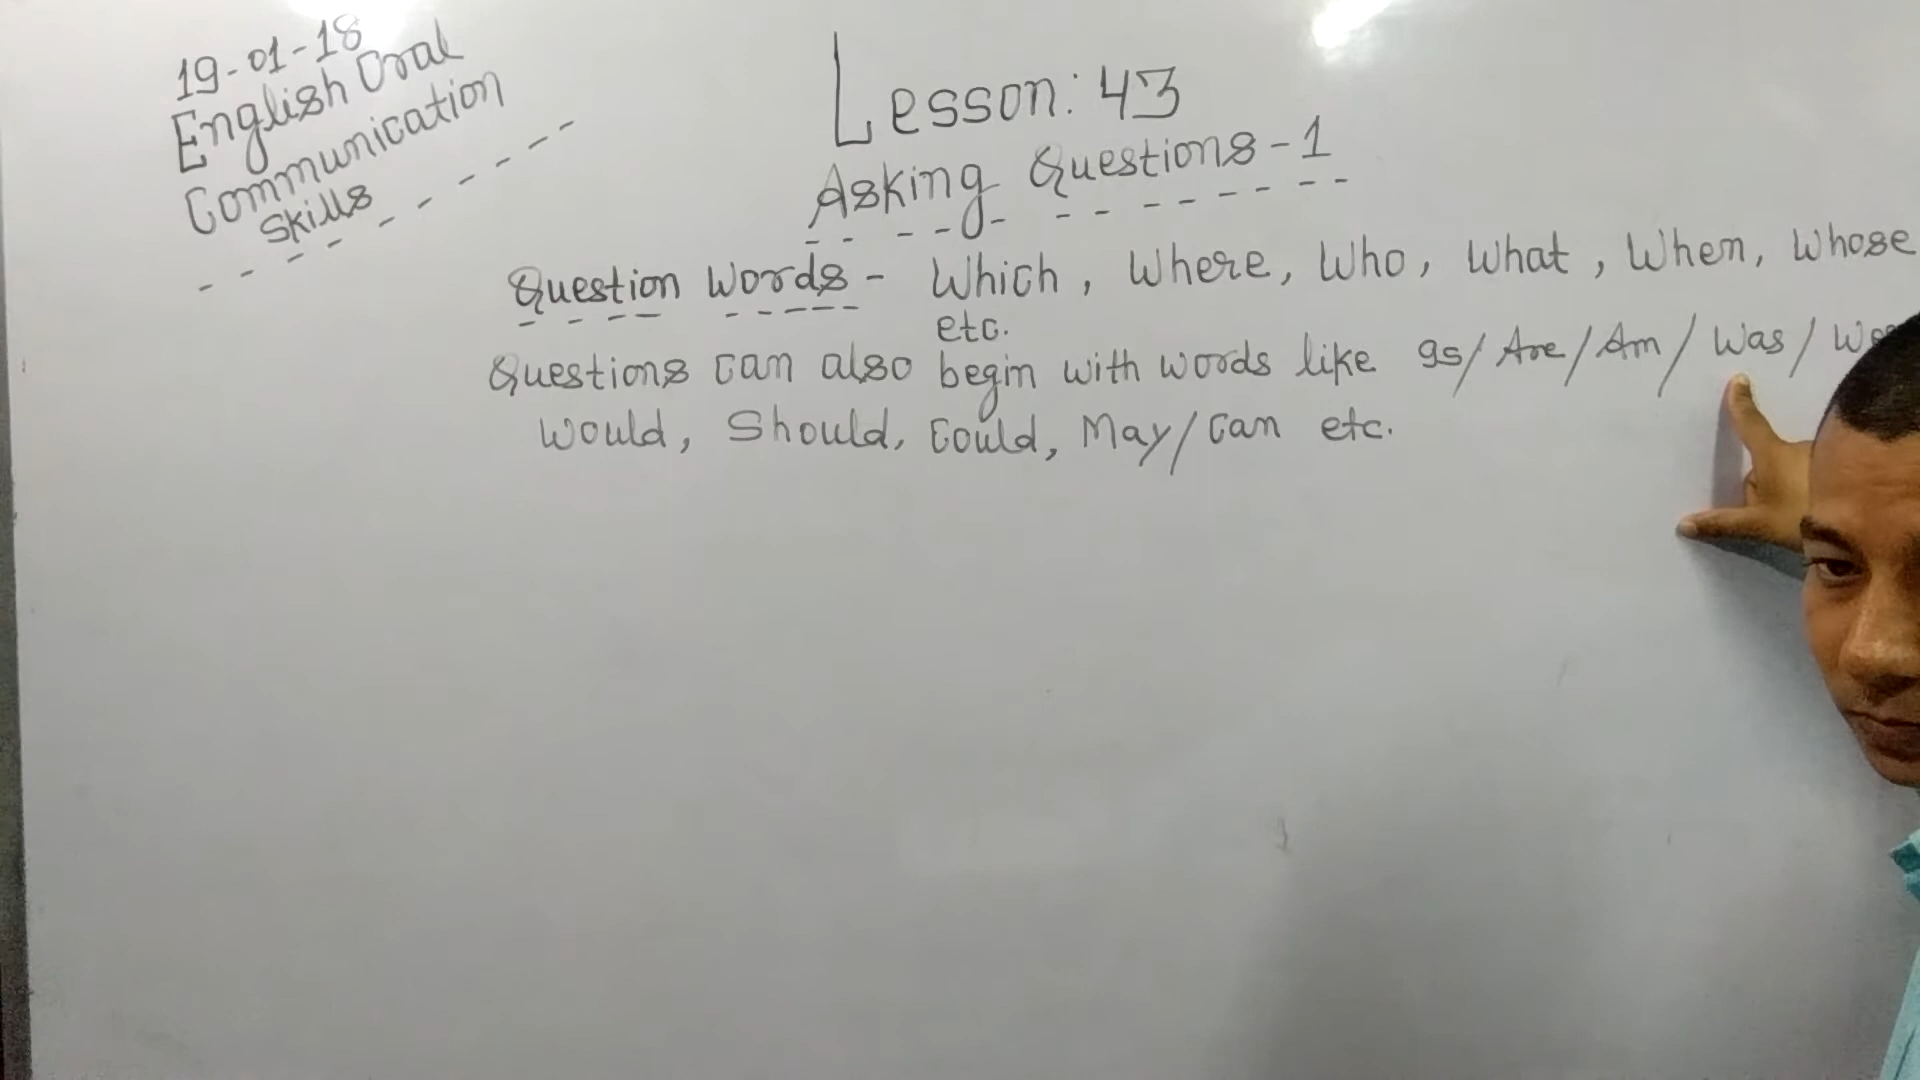 19-01-18
English Oral
Communication
Skills
Lesson: 43
Asking Questions-1
Question Words - Which, Where, Who, What, When, Whose
etc.
Questions can also begin with words like Is/Are/Am/Was/
Would, Should, Could, May/Can etc.